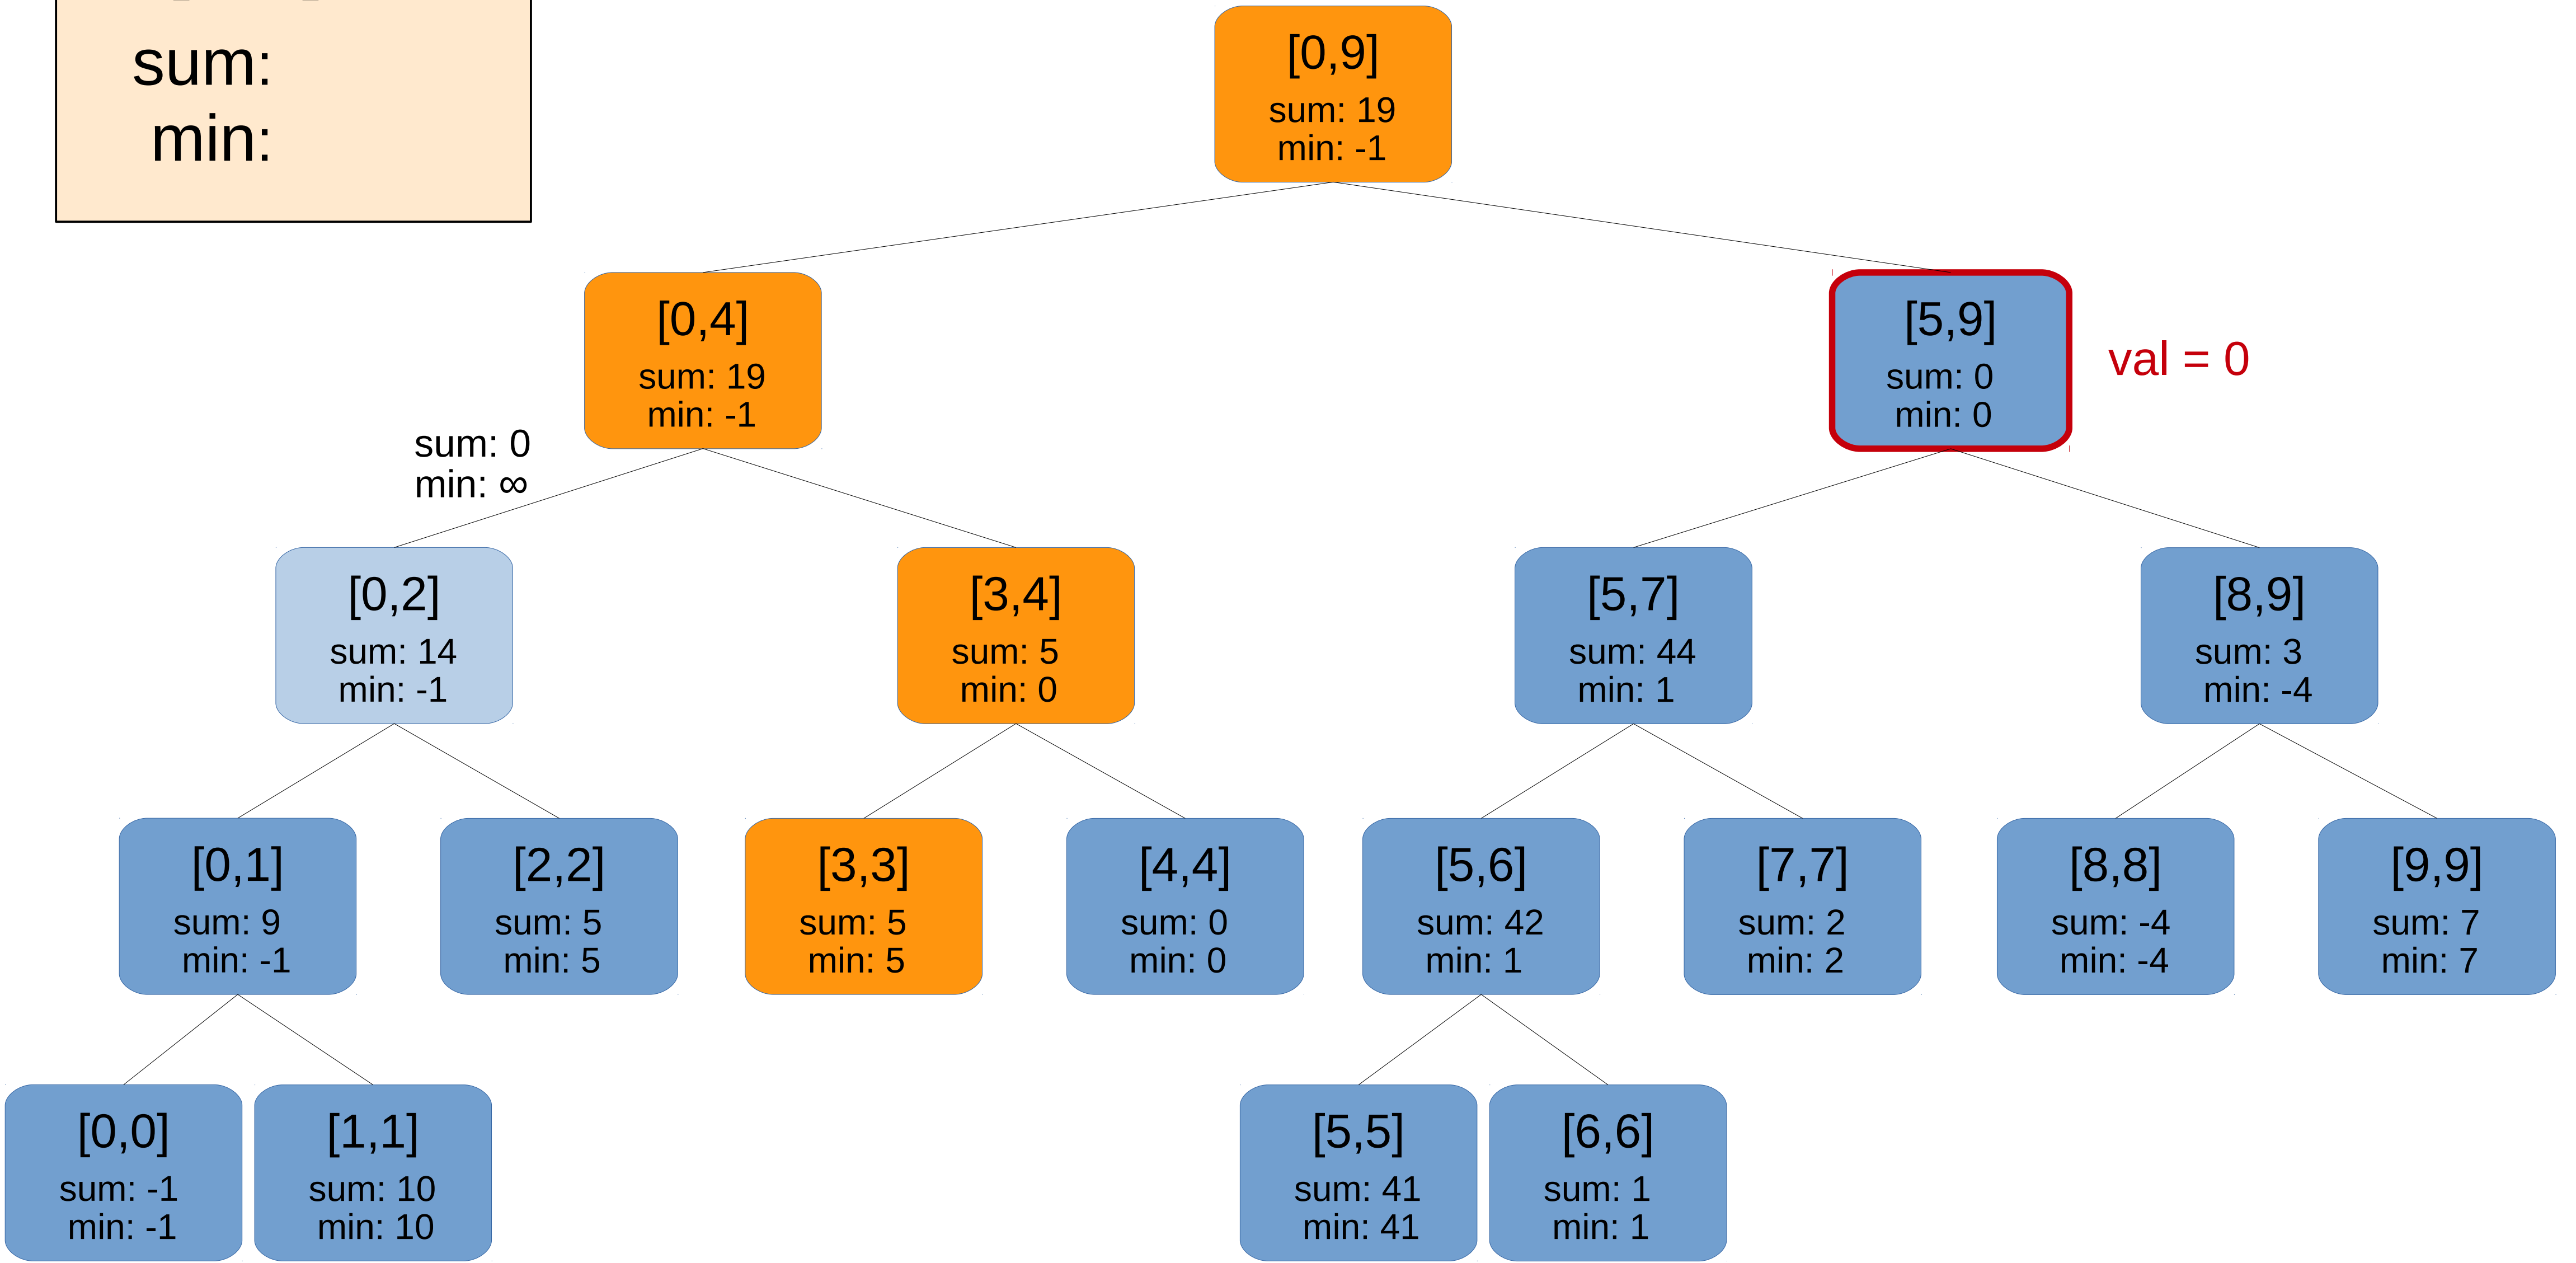 sum:
min:
[0,9]
sum: 19
min: -1
[0,4]
sum: 19
min: -1
[5,9]
sum: 0
min: 0
val = 0
sum: 0
min: ∞
[0,2]
sum: 14
min: -1
[3,4]
sum: 5
min: 0
[5,7]
sum: 44
min: 1
[8,9]
sum: 3
min: -4
[0,1]
sum: 9
min: -1
[2,2]
sum: 5
min: 5
[3,3]
sum: 5
min: 5
[4,4]
sum: 0
min: 0
[5,6]
sum: 42
min: 1
[7,7]
sum: 2
min: 2
[8,8]
sum: -4
min: -4
[9,9]
sum: 7
min: 7
[0,0]
sum: -1
min: -1
[1,1]
sum: 10
min: 10
[5,5]
sum: 41
min: 41
[6,6]
sum: 1
min: 1